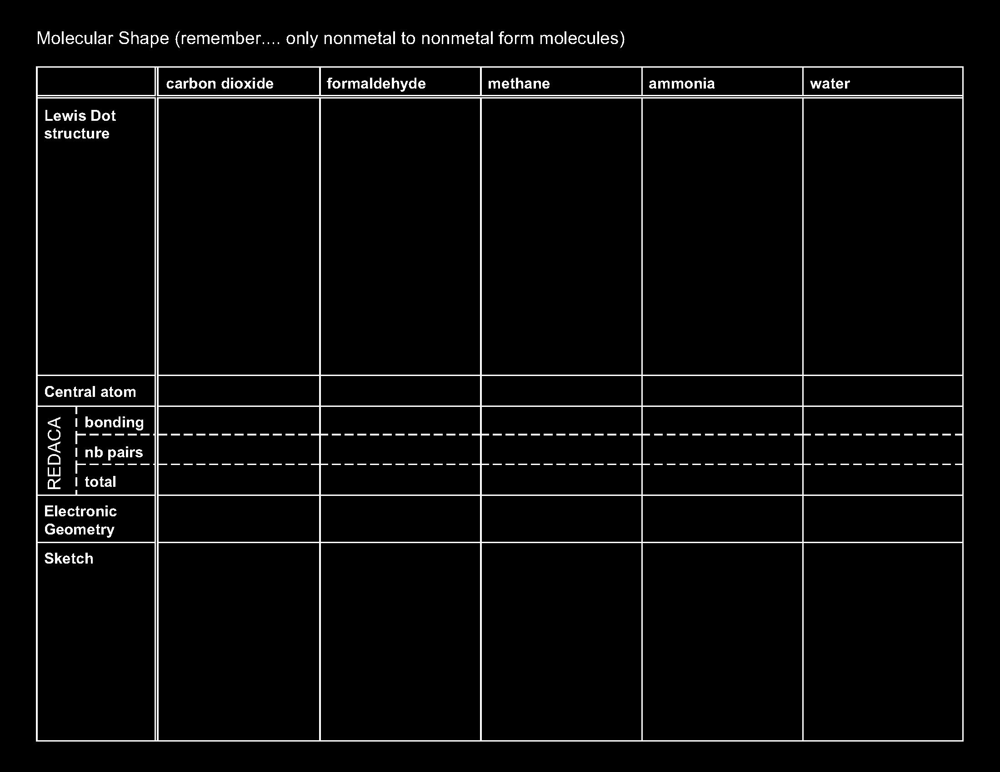 Molecular Shape (remember.... only nonmetal to nonmetal form molecules)
carbon dioxide formaldehyde methane ammonia water
Lewis Dot
structure
Central atom
REDACA
bonding
nb pairs
total
Electronic
Geometry
Sketch